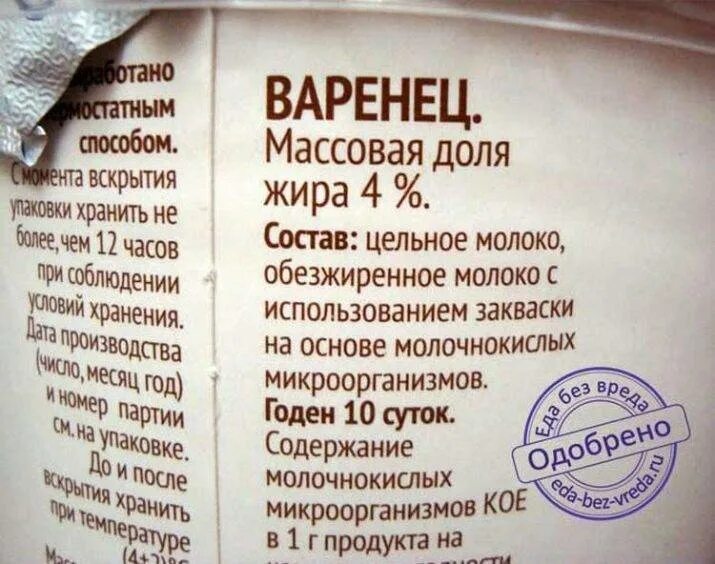 работано
мостатным
способом.
С момента вскрытия
упаковки хранить не
более, чем 12 часов
при соблюдении
условий хранения.
Дата производства
(число, месяц год)
и номер партии
см. на упаковке.
До и после
вскрытия хранить
при температуре
ВАРЕНЕЦ.
Массовая доля
жира 4 %.
Состав: цельное молоко,
обезжиренное молоко с
использованием закваски
на основе молочнокислых
микроорганизмов.
Годен 10 суток.
Содержание
молочнокислых
микроорганизмов КОЕ
в 1 г продукта на
Еда без вреда
Одобрено
eda-bez-vreda.ru